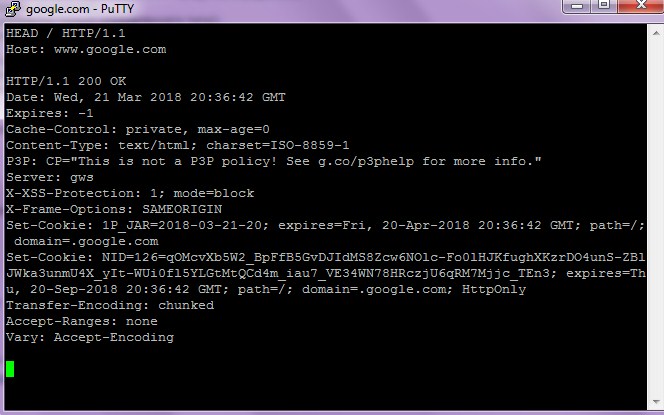 google.com - PuTTY
HEAD / HTTP/1.1
Host: www.google.com
HTTP/1.1 200 OK
Date: Wed, 21 Mar 2018 20:36:42 GMT
Expires: -1
Cache-Control: private, max-age=0
Content-Type: text/html; charset=ISO-8859-1
P3P: CP="This is not a P3P policy! See g.co/p3phelp for more info."
Server: gws
X-XSS-Protection: 1; mode=block
X-Frame-Options: SAMEORIGIN
Set-Cookie: 1P_JAR=2018-03-21-20; expires=Fri, 20-Apr-2018 20:36:42 GMT; path=/;
 domain=.google.com
Set-Cookie: NID=126=qOMcvXb5W2_BpFfB5GvDJIdMS8Zcw6NOlc-Fo0lHJKfughXKzrDO4unS-ZBl
JWka3unmU4X_yIt-WUi0fl5YLGtMtQCd4m_iau7_VE34WN78HRczjU6qRM7Mjjc_TEn3; expires=Th
u, 20-Sep-2018 20:36:42 GMT; path=/; domain=.google.com; HttpOnly
Transfer-Encoding: chunked
Accept-Ranges: none
Vary: Accept-Encoding